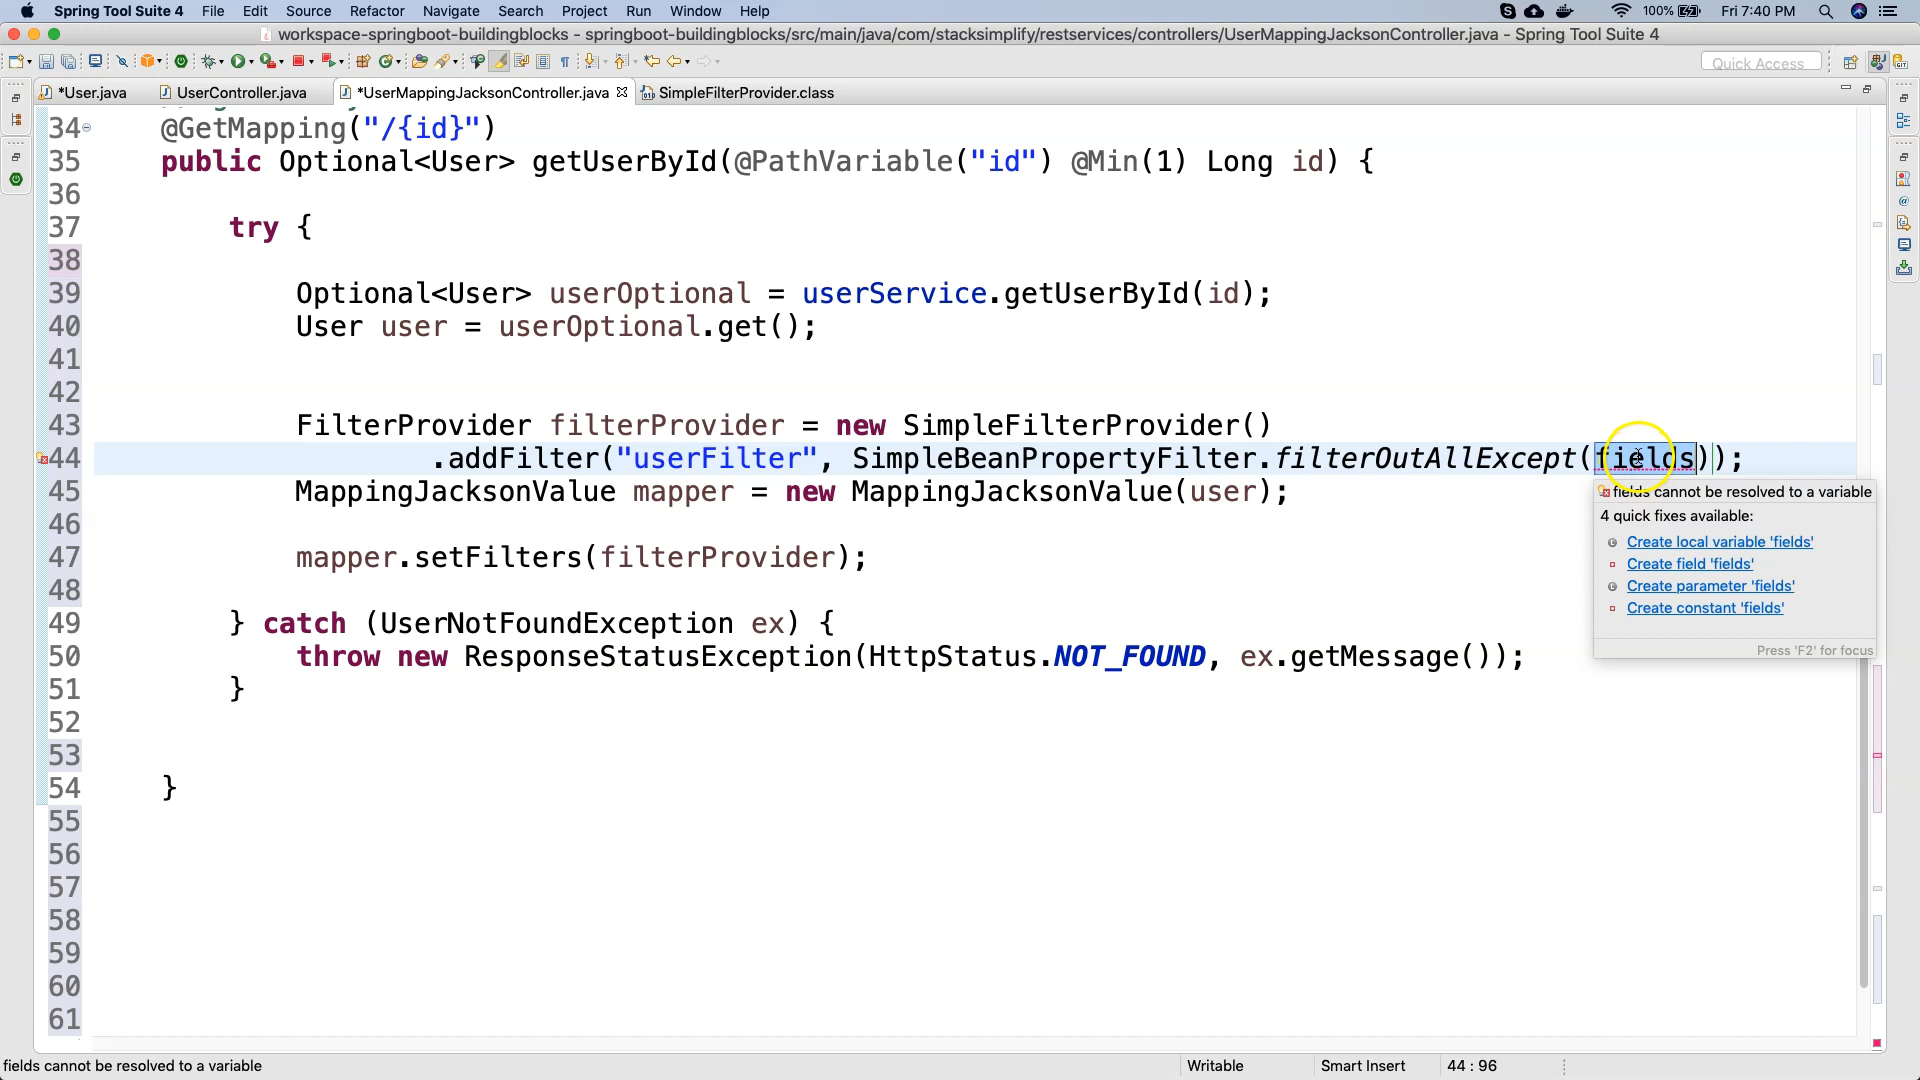 Spring Tool Suite 4 File Edit Source Refactor Navigate Search Project Run Window Help 100% Fri 7:40 PM
workspace-springboot-buildingblocks - springboot-buildingblocks/src/main/java/com/stacksimplify/restservices/controllers/UserMappingJacksonController.java - Spring Tool Suite 4
Quick Access
*User.java UserController.java *UserMappingJacksonController.java SimpleFilterProvider.class
34 @GetMapping("/{id}")
35 public Optional<User> getUserById(@PathVariable("id") @Min(1) Long id) {
36
37 try {
38
39 Optional<User> userOptional = userService.getUserById(id);
40 User user = userOptional.get();
41
42
43 FilterProvider filterProvider = new SimpleFilterProvider()
44 .addFilter("userFilter", SimpleBeanPropertyFilter.filterOutAllExcept(fields));
45 MappingJacksonValue mapper = new MappingJacksonValue(user);
fields cannot be resolved to a variable
4 quick fixes available:
46
Create local variable 'fields'
47 mapper.setFilters(filterProvider);
Create field 'fields'
Create parameter 'fields'
48
Create constant 'fields'
49 } catch (UserNotFoundException ex) {
Press 'F2' for focus
50 throw new ResponseStatusException(HttpStatus.NOT_FOUND, ex.getMessage());
51 }
52
53
54 }
55
56
57
58
59
60
61
fields cannot be resolved to a variable Writable Smart Insert 44 : 96